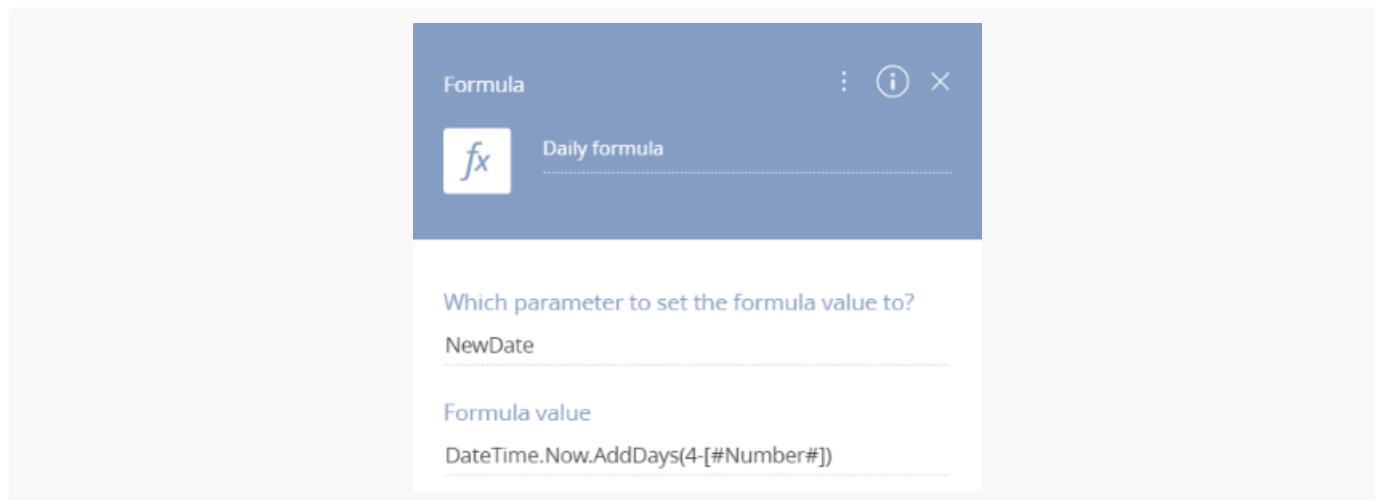 Formula
fx
Daily formula
Which parameter to set the formula value to?
NewDate
Formula value
DateTime.Now.AddDays(4-[#Number#])